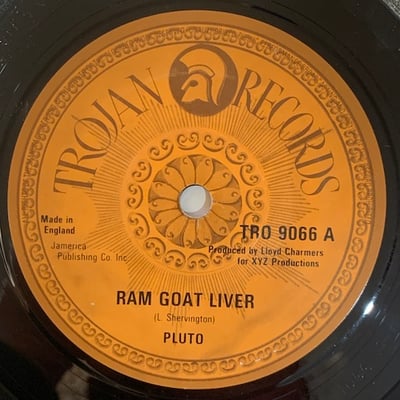 TROJAN RECORDS
Made in
England
Jamerica
Publishing Co. Inc.
TRO 9066 A
Produced by Lloyd Charmers
for XYZ Productions
RAM GOAT LIVER
(L. Shervington)
PLUTO